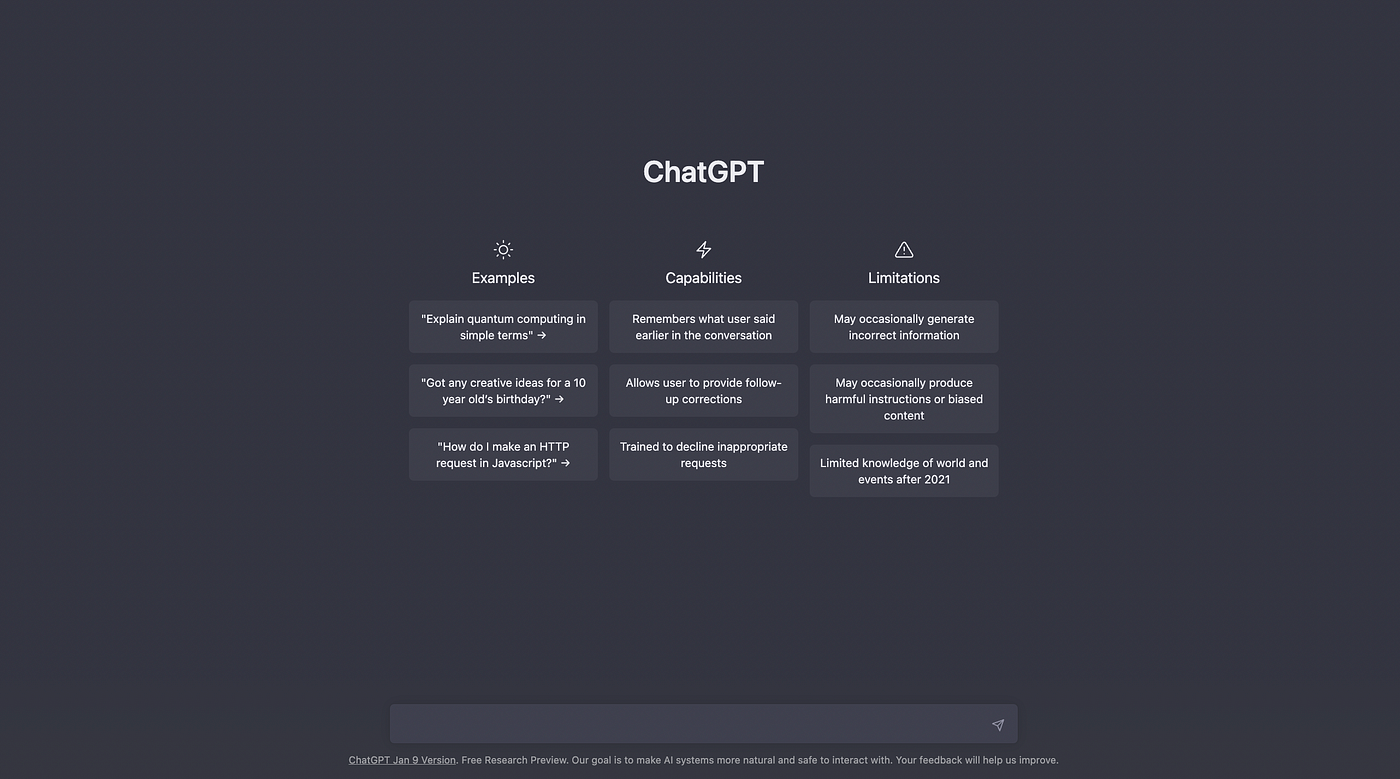 ChatGPT
Examples
"Explain quantum computing in
simple terms" →
"Got any creative ideas for a 10
year old's birthday?" →
"How do I make an HTTP
request in Javascript?" →
Capabilities
Remembers what user said
earlier in the conversation
Allows user to provide follow-
up corrections
Trained to decline inappropriate
requests
Limitations
May occasionally generate
incorrect information
May occasionally produce
harmful instructions or biased
content
Limited knowledge of world and
events after 2021
ChatGPT Jan 9 Version. Free Research Preview. Our goal is to make AI systems more natural and safe to interact with. Your feedback will help us improve.